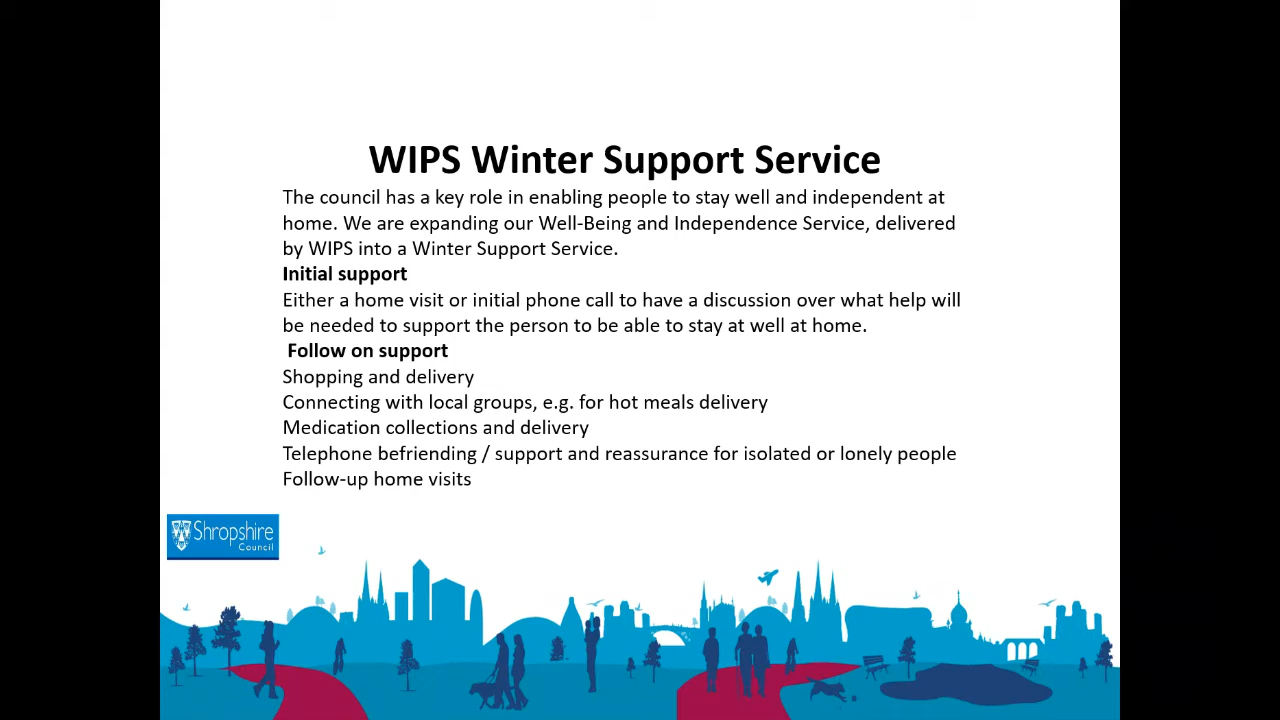 WIPS Winter Support Service
The council has a key role in enabling people to stay well and independent at
home. We are expanding our Well-Being and Independence Service, delivered
by WIPS into a Winter Support Service.
Initial support
Either a home visit or initial phone call to have a discussion over what help will
be needed to support the person to be able to stay at well at home.
Follow on support
Shopping and delivery
Connecting with local groups, e.g. for hot meals delivery
Medication collections and delivery
Telephone befriending / support and reassurance for isolated or lonely people
Follow-up home visits
Shropshire
Council